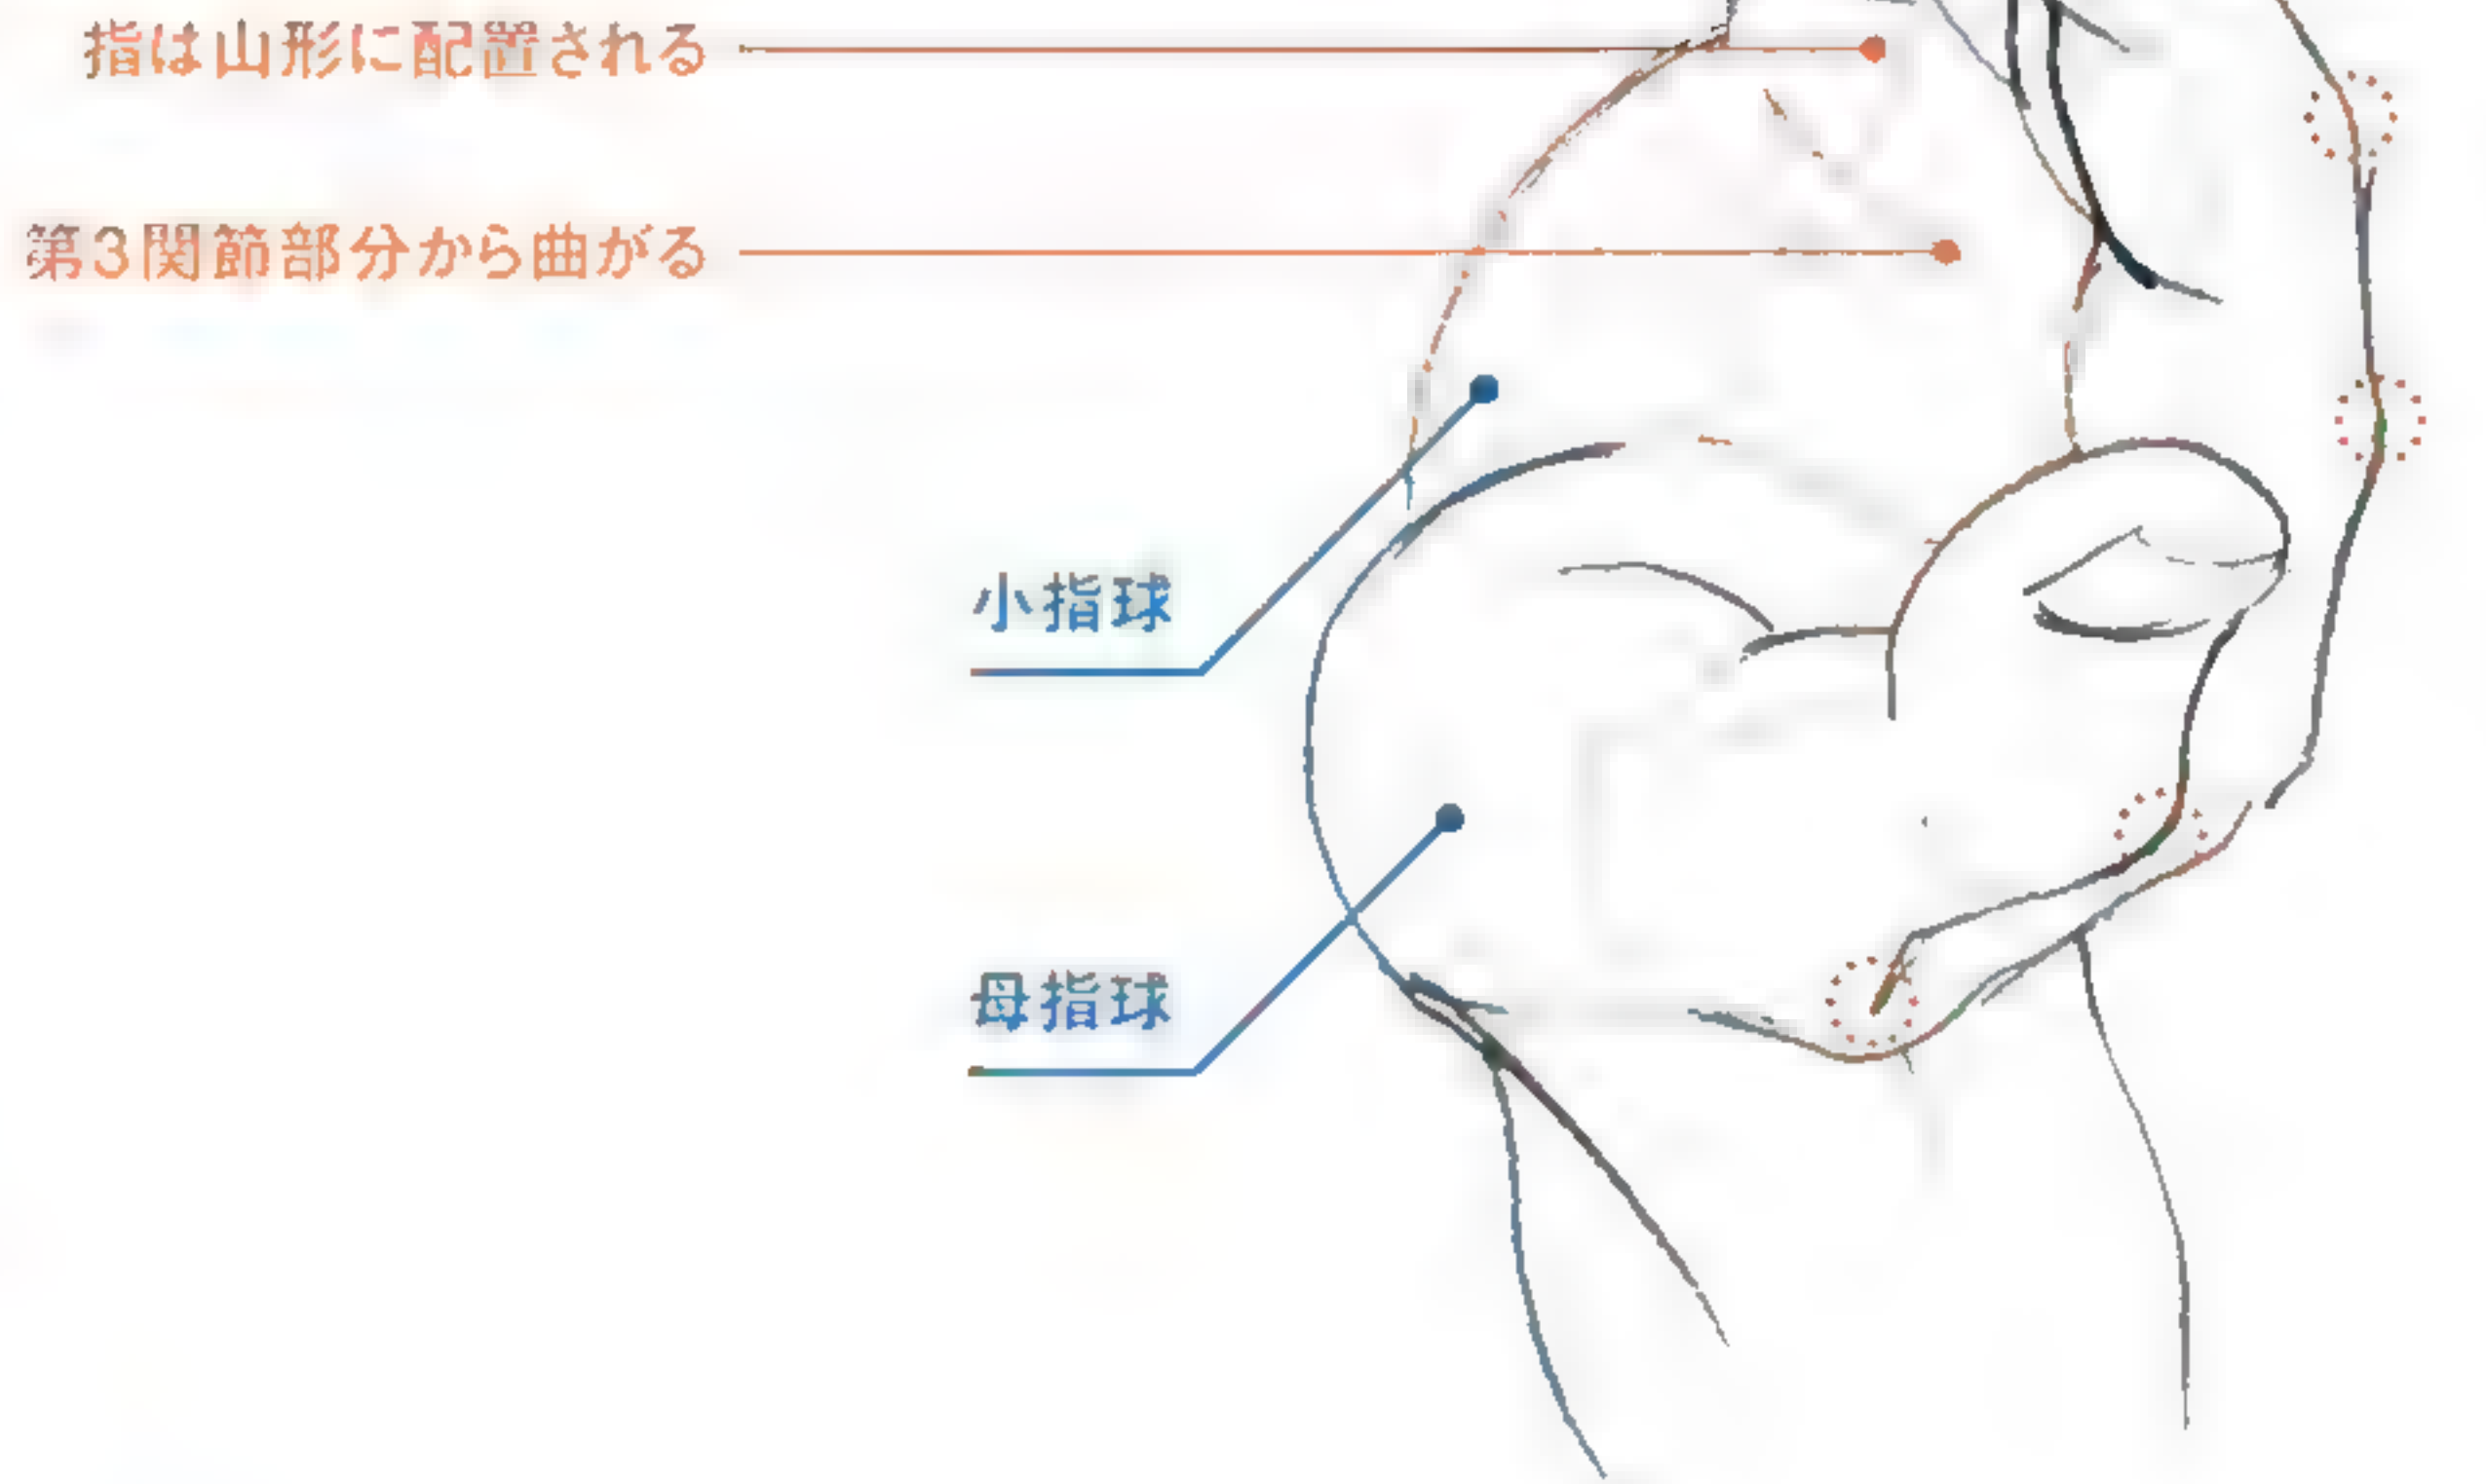 指は山形に配置される
第3関節部分から曲がる
小指球
母指球